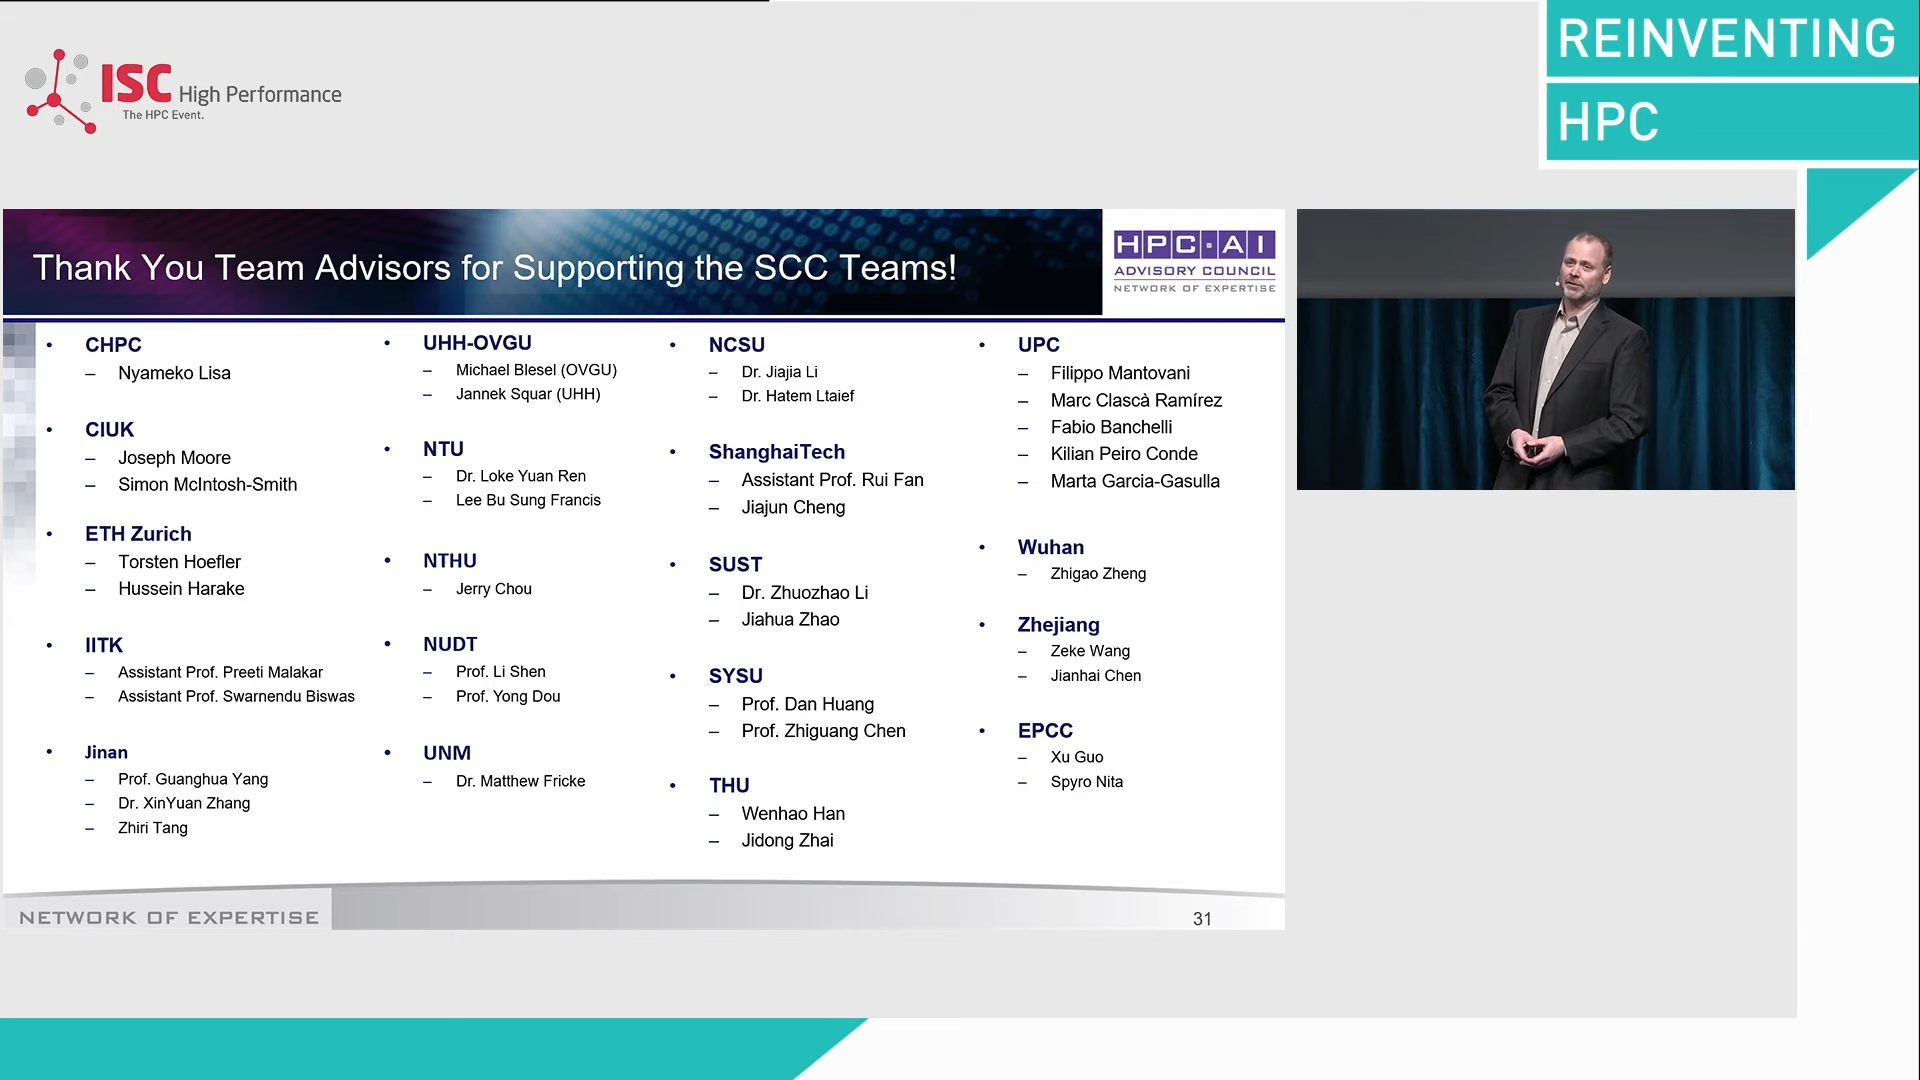 REINVENTING
HPC
ISC High Performance
The HPC Event.
Thank You Team Advisors for Supporting the SCC Teams!
HPC·AI
ADVISORY COUNCIL
NETWORK OF EXPERTISE
• CHPC
– Nyameko Lisa
• CIUK
– Joseph Moore
– Simon McIntosh-Smith
• ETH Zurich
– Torsten Hoefler
– Hussein Harake
• IITK
– Assistant Prof. Preeti Malakar
– Assistant Prof. Swarnendu Biswas
• Jinan
– Prof. Guanghua Yang
– Dr. XinYuan Zhang
– Zhiri Tang
• UHH-OVGU
– Michael Blesel (OVGU)
– Jannek Squar (UHH)
• NTU
– Dr. Loke Yuan Ren
– Lee Bu Sung Francis
• NTHU
– Jerry Chou
• NUDT
– Prof. Li Shen
– Prof. Yong Dou
• UNM
– Dr. Matthew Fricke
• NCSU
– Dr. Jiajia Li
– Dr. Hatem Ltaief
• ShanghaiTech
– Assistant Prof. Rui Fan
– Jiajun Cheng
• SUST
– Dr. Zhuozhao Li
– Jiahua Zhao
• SYSU
– Prof. Dan Huang
– Prof. Zhiguang Chen
• THU
– Wenhao Han
– Jidong Zhai
• UPC
– Filippo Mantovani
– Marc Clascà Ramírez
– Fabio Banchelli
– Kilian Peiro Conde
– Marta Garcia-Gasulla
• Wuhan
– Zhigao Zheng
• Zhejiang
– Zeke Wang
– Jianhai Chen
• EPCC
– Xu Guo
– Spyro Nita
NETWORK OF EXPERTISE
31